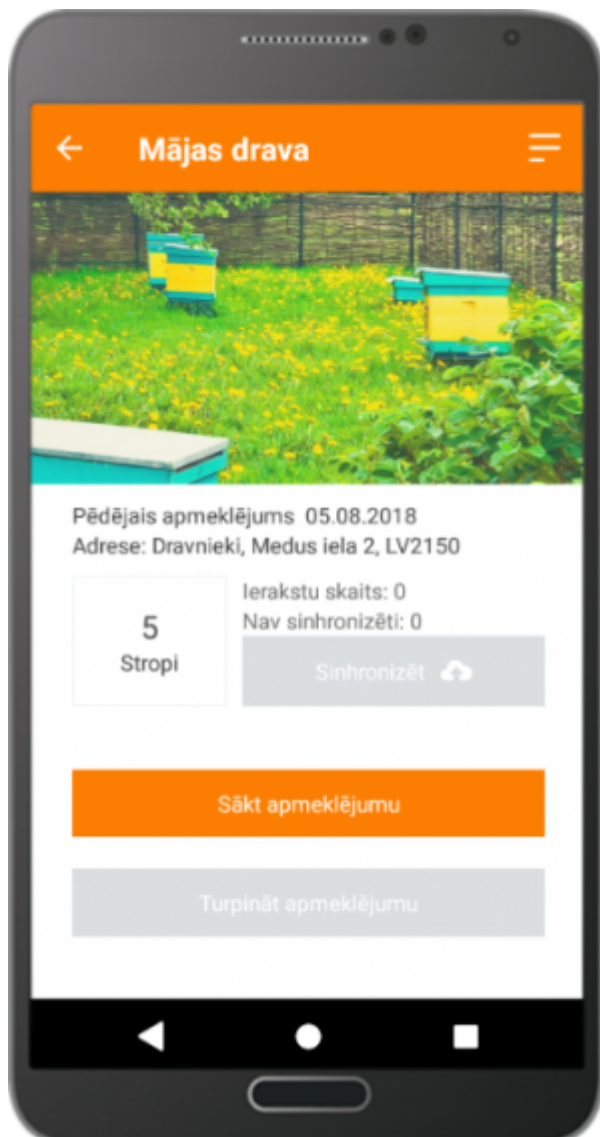 Mājas drava
Pēdējais apmeklējums 05.08.2018
Adrese: Dravnieki, Medus iela 2, LV2150
5
Stropi
Ierakstu skaits: 0
Nav sinhronizēti: 0
Sinhronizēt
Sākt apmeklējumu
Turpināt apmeklējumu